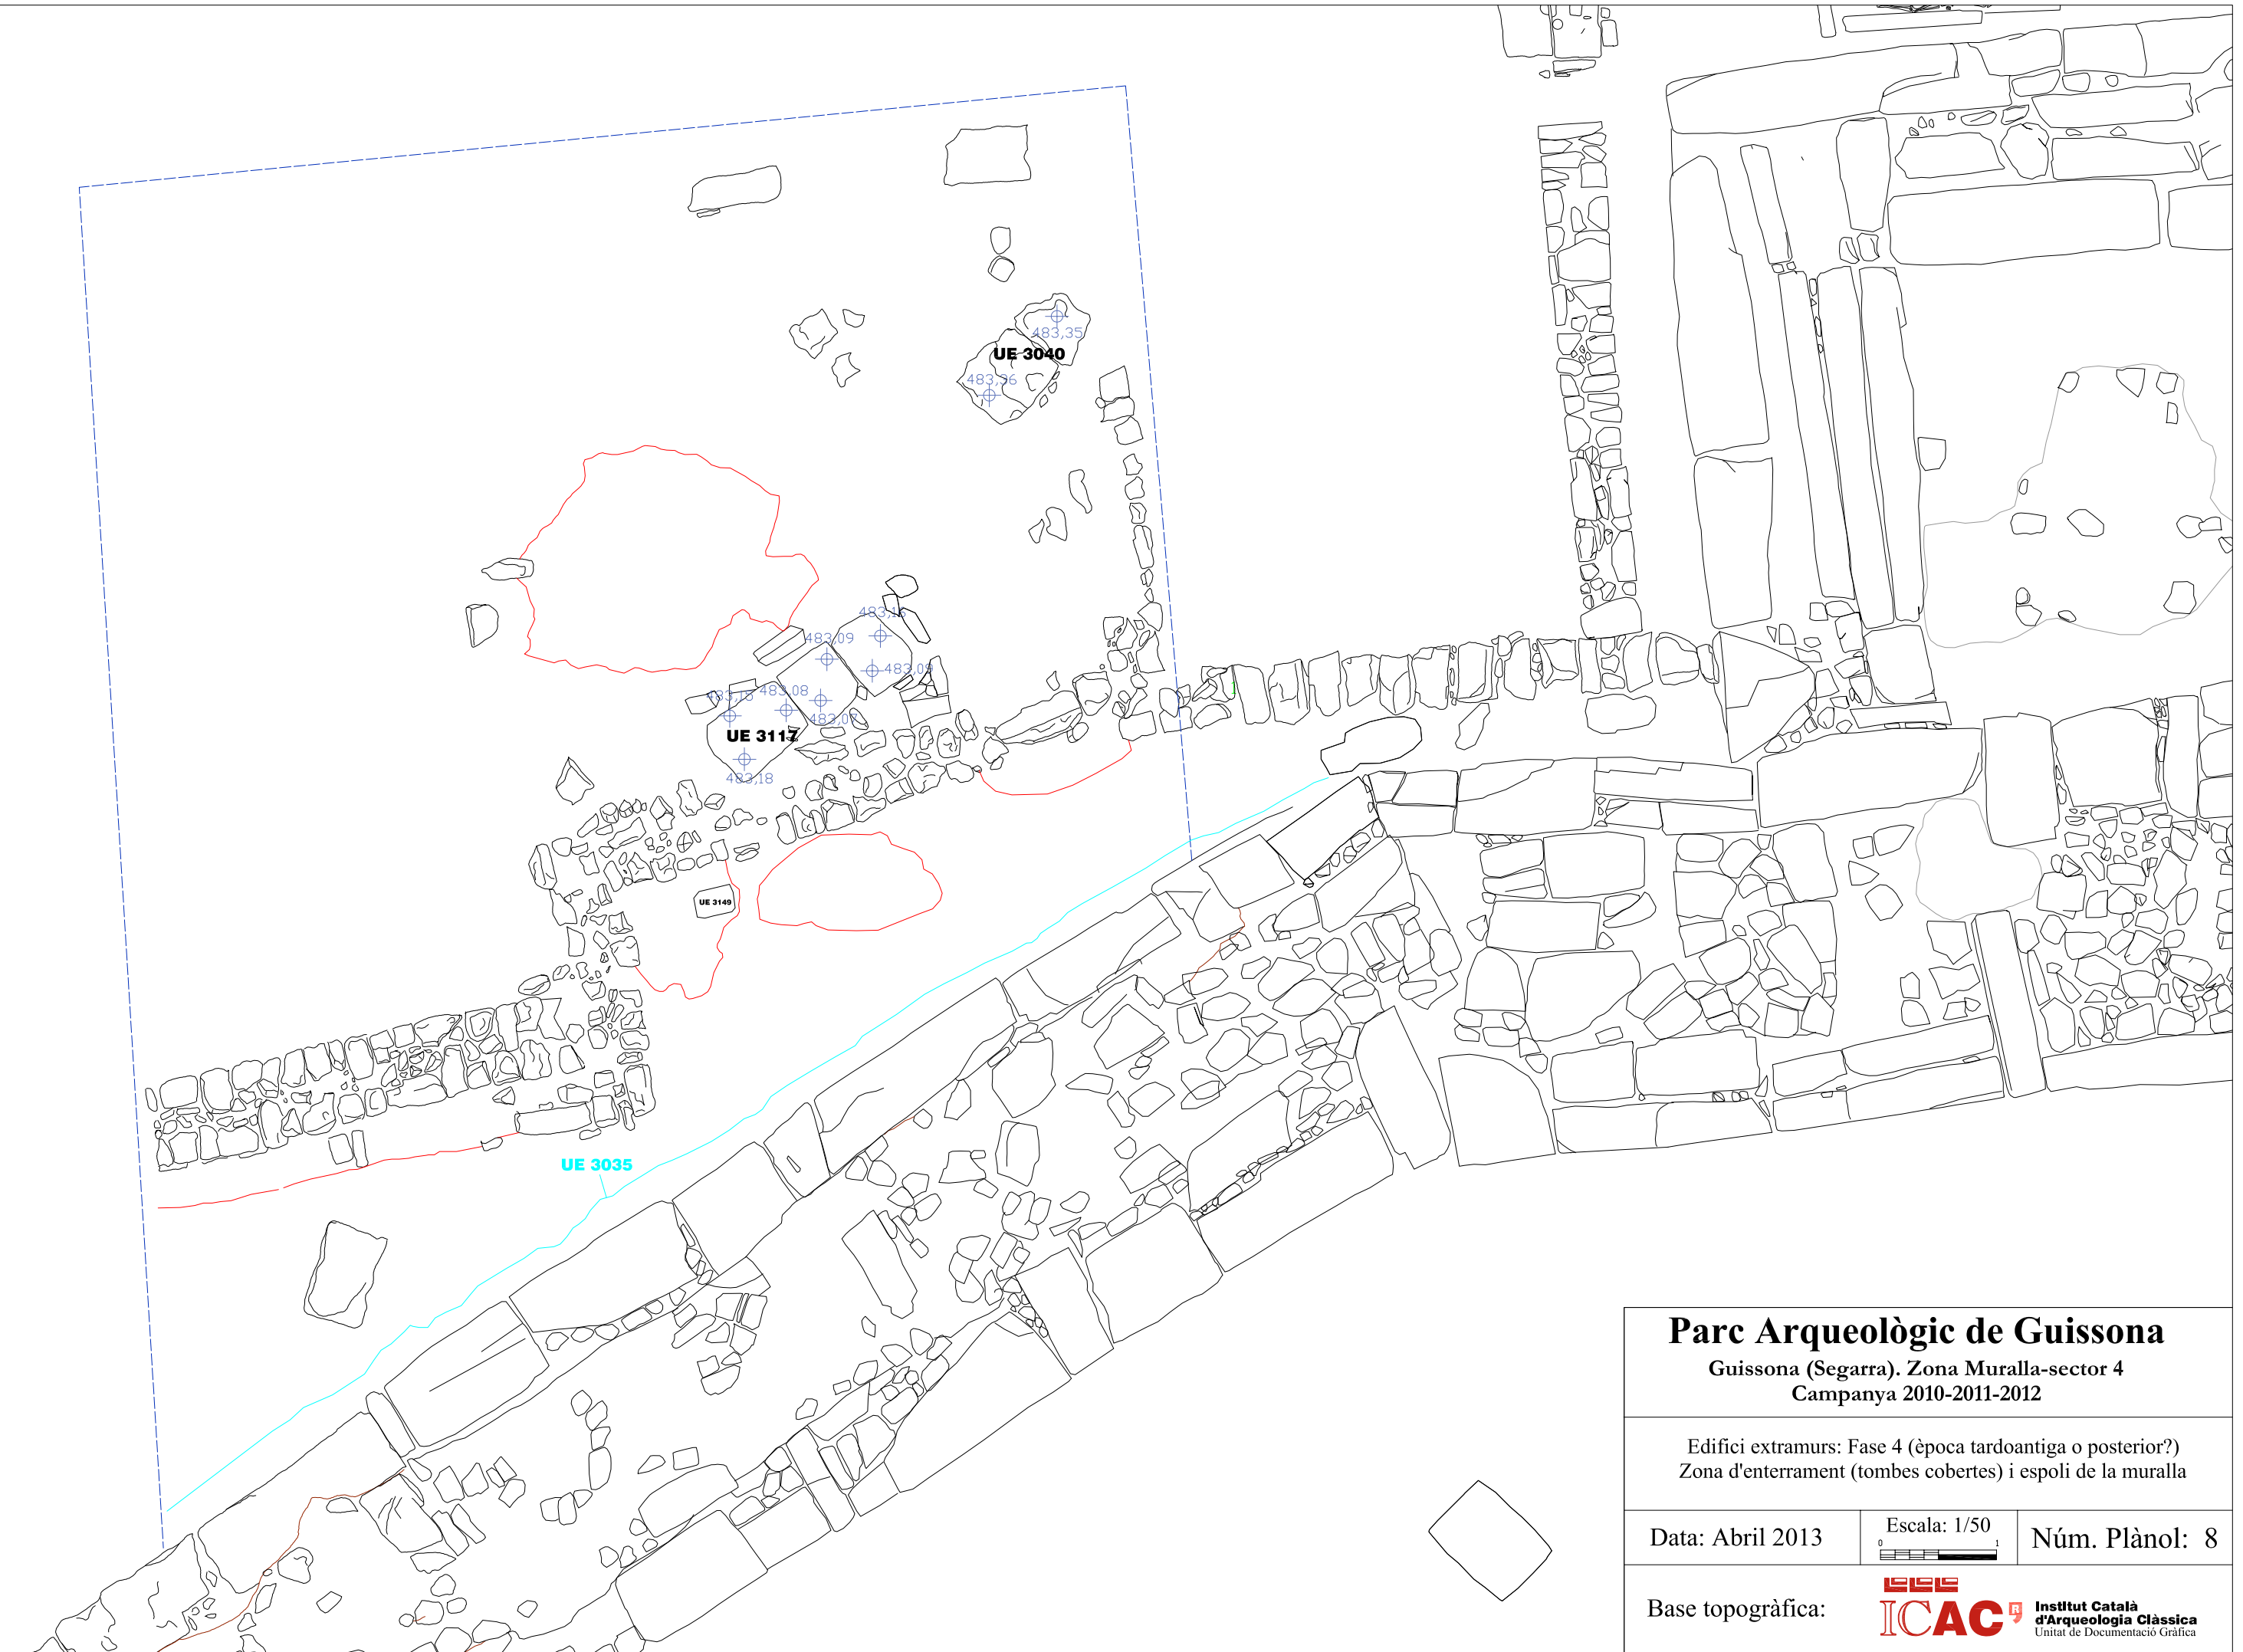 483,35
UE 3040
483,36
483,09
483,09
483,15
483,08
483,07
UE 3117
483,18
UE 3149
UE 3035
Parc Arqueològic de Guissona
Guissona (Segarra). Zona Muralla-sector 4
Campanya 2010-2011-2012
Edifici extramurs: Fase 4 (època tardoantiga o posterior?)
Zona d'enterrament (tombes cobertes) i espoli de la muralla
Data: Abril 2013
Escala: 1/50
0 1
Núm. Plànol: 8
Base topogràfica:
ICAC R
Institut Català
d'Arqueologia Clàssica
Unitat de Documentació Gràfica